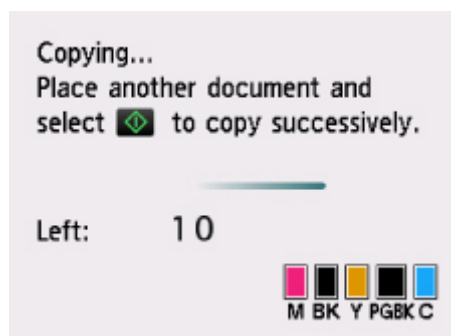 Copying...
Place another document and
select to copy successively.
Left: 10
M BK Y PGBK C